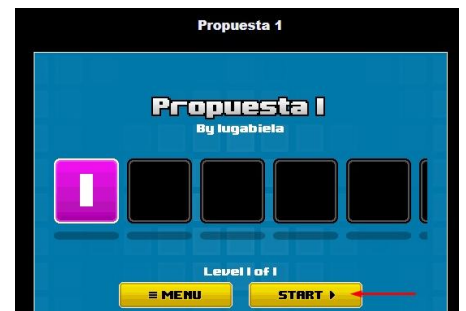 Propuesta 1
Propuesta 1
By lugabiela
1
Level 1 of 1
≡ MENU START ▸